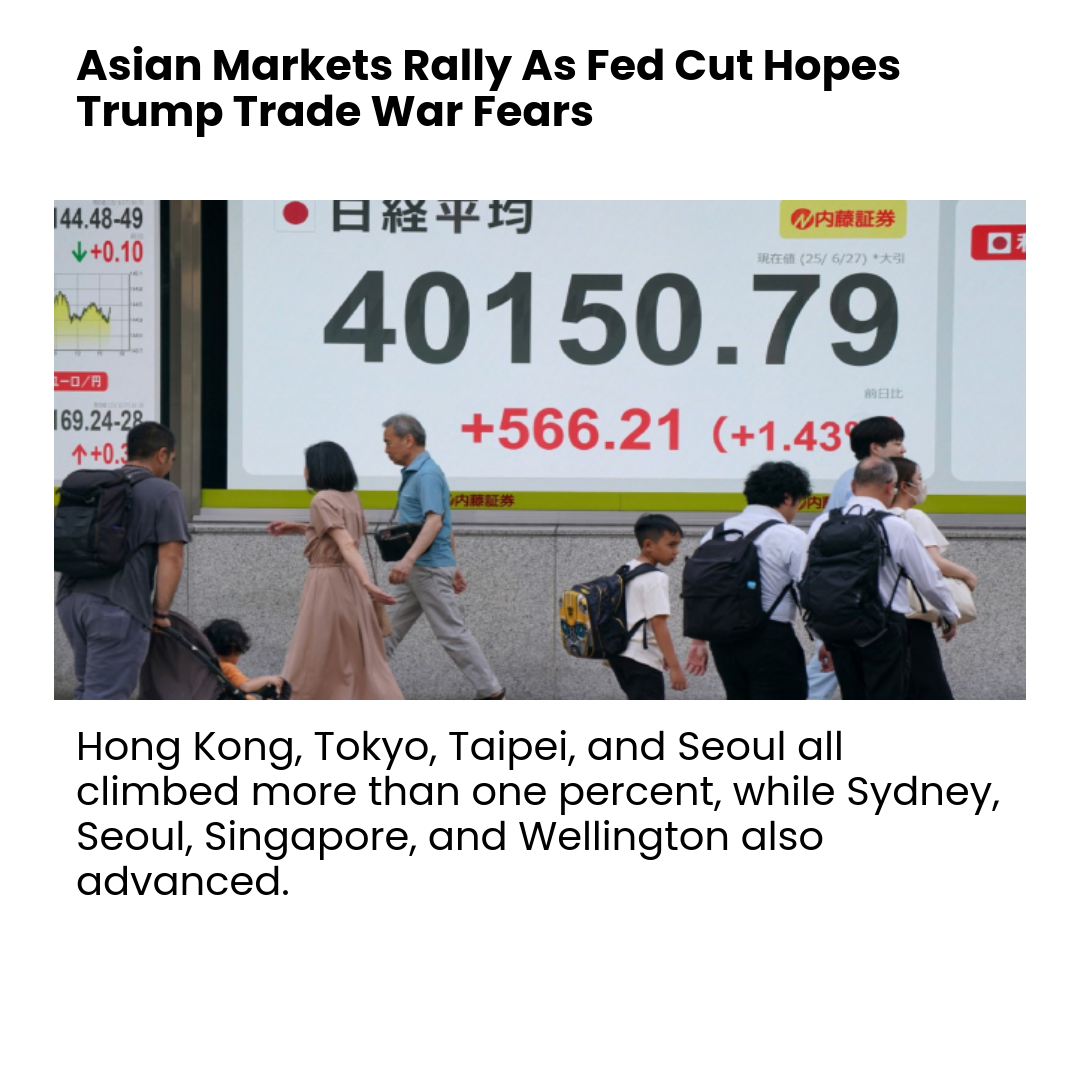 Asian Markets Rally As Fed Cut Hopes
Trump Trade War Fears
144.48-49
↓+0.10
ユーロ/円
169.24-28
↑+0.3
日経平均
内藤証券
現在値 (25/ 6/27) *大引
40150.79
前日比
+566.21 (+1.43%
内藤証券
Hong Kong, Tokyo, Taipei, and Seoul all
climbed more than one percent, while Sydney,
Seoul, Singapore, and Wellington also
advanced.